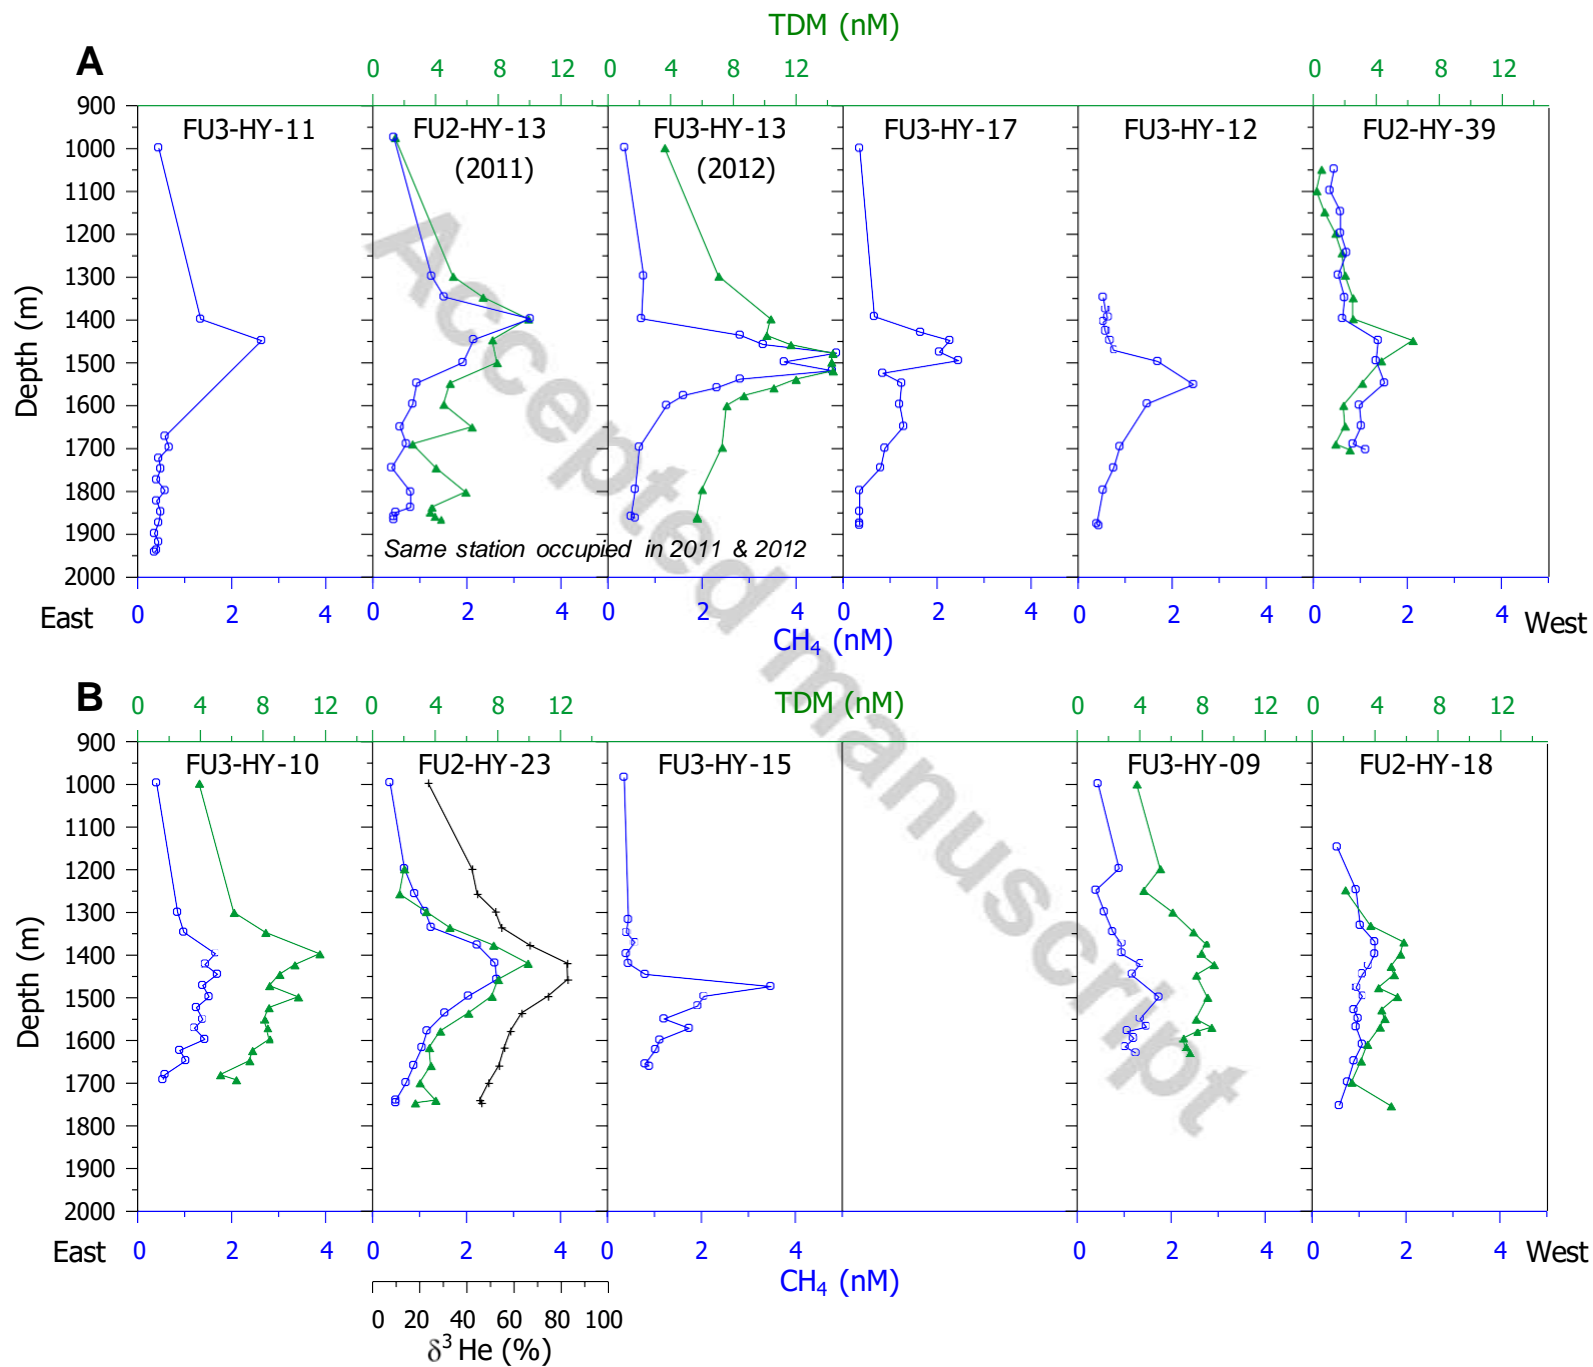 TDM (nM)
A
0 4 8 12 0 4 8 12 0 4 8 12
900
1000
1100
1200
1300
1400
1500
1600
1700
1800
1900
2000
Depth (m)
FU3-HY-11
FU2-HY-13
(2011)
FU3-HY-13
(2012)
FU3-HY-17
FU3-HY-12
FU2-HY-39
Same station occupied in 2011 & 2012
East 0 2 4 0 2 4 0 2 4 0 2 4 0 2 4 0 2 4 West
CH₄ (nM)
Accepted manuscript
B
TDM (nM)
0 4 8 12 0 4 8 12 0 4 8 12 0 4 8 12
900
1000
1100
1200
1300
1400
1500
1600
1700
1800
1900
2000
Depth (m)
FU3-HY-10
FU2-HY-23
FU3-HY-15
FU3-HY-09
FU2-HY-18
East 0 2 4 0 2 4 0 2 4 0 2 4 0 2 4 West
CH₄ (nM)
0 20 40 60 80 100
δ³ He (%)